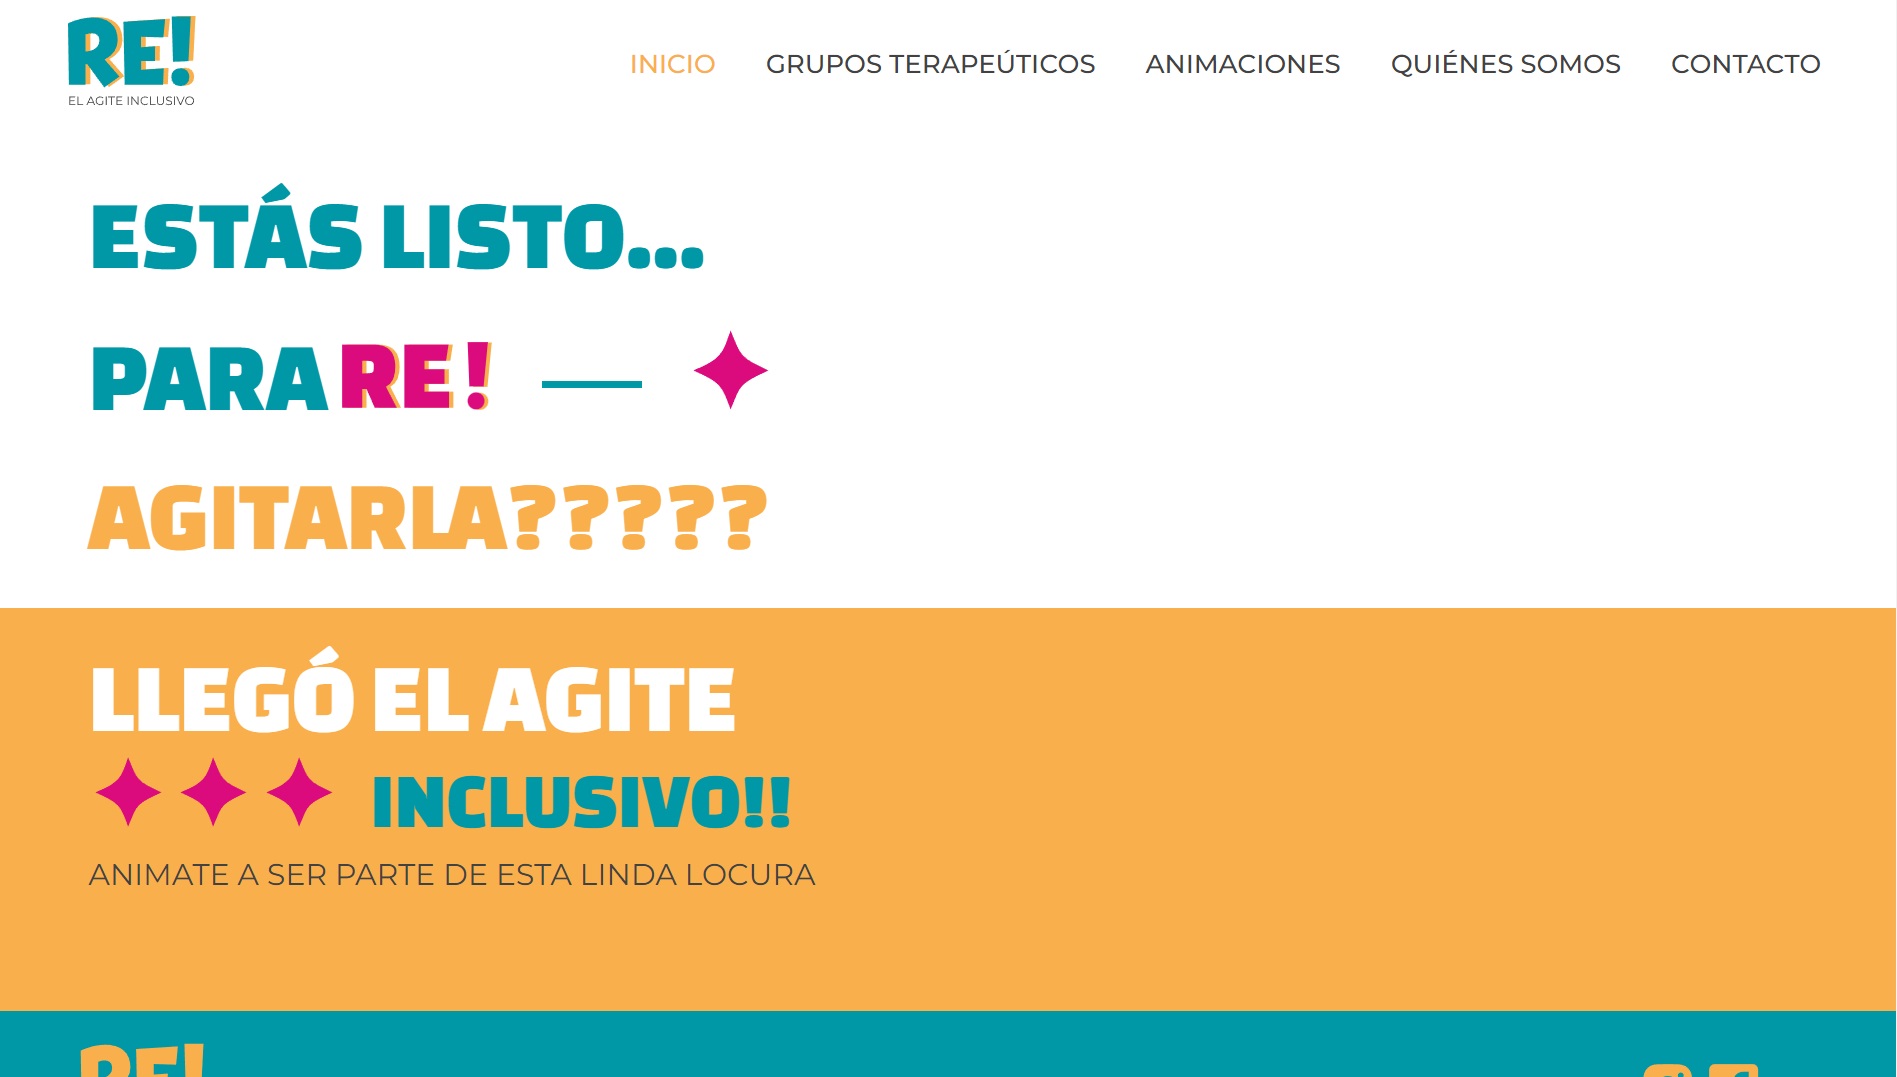 RE!
EL AGITE INCLUSIVO
INICIO GRUPOS TERAPEÚTICOS ANIMACIONES QUIÉNES SOMOS CONTACTO
ESTÁS LISTO...
PARA RE!
AGITARLA?????
LLEGÓ EL AGITE
INCLUSIVO!!
ANIMATE A SER PARTE DE ESTA LINDA LOCURA
RE!